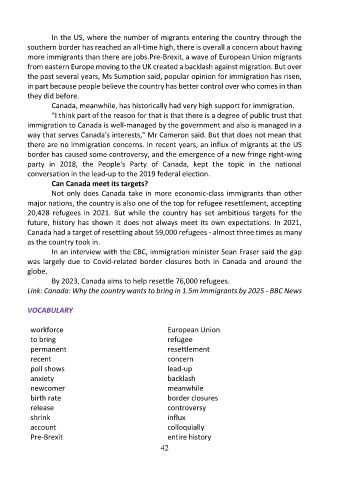 In the US, where the number of migrants entering the country through the
southern border has reached an all-time high, there is overall a concern about having
more immigrants than there are jobs.Pre-Brexit, a wave of European Union migrants
from eastern Europe moving to the UK created a backlash against migration. But over
the past several years, Ms Sumption said, popular opinion for immigration has risen,
in part because people believe the country has better control over who comes in than
they did before.
Canada, meanwhile, has historically had very high support for immigration.
"I think part of the reason for that is that there is a degree of public trust that
immigration to Canada is well-managed by the government and also is managed in a
way that serves Canada's interests," Mr Cameron said. But that does not mean that
there are no immigration concerns. In recent years, an influx of migrants at the US
border has caused some controversy, and the emergence of a new fringe right-wing
party in 2018, the People's Party of Canada, kept the topic in the national
conversation in the lead-up to the 2019 federal election.
Can Canada meet its targets?
Not only does Canada take in more economic-class immigrants than other
major nations, the country is also one of the top for refugee resettlement, accepting
20,428 refugees in 2021. But while the country has set ambitious targets for the
future, history has shown it does not always meet its own expectations. In 2021,
Canada had a target of resettling about 59,000 refugees - almost three times as many
as the country took in.
In an interview with the CBC, immigration minister Sean Fraser said the gap
was largely due to Covid-related border closures both in Canada and around the
globe.
By 2023, Canada aims to help resettle 76,000 refugees.
Link: Canada: Why the country wants to bring in 1.5m immigrants by 2025 - BBC News
VOCABULARY
workforce
to bring
permanent
recent
poll shows
anxiety
newcomer
birth rate
release
shrink
account
Pre-Brexit
European Union
refugee
resettlement
concern
lead-up
backlash
meanwhile
border closures
controversy
influx
colloquially
entire history
42